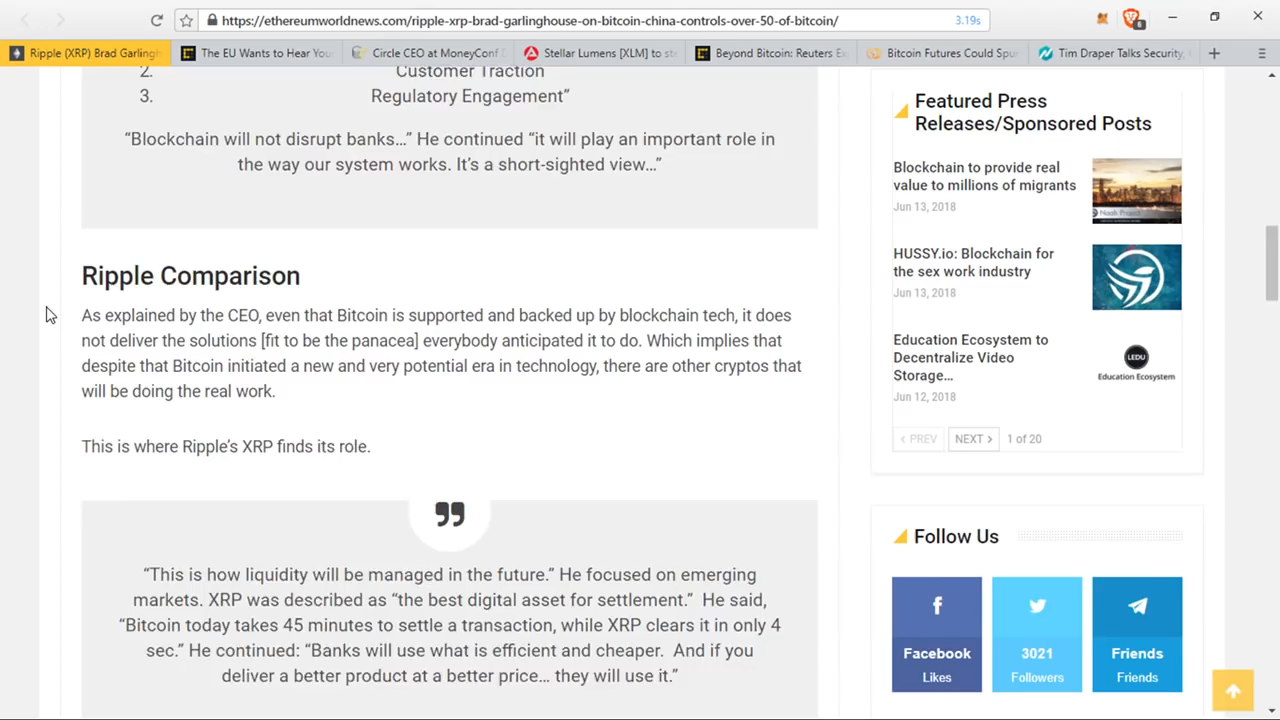 https://ethereumworldnews.com/ripple-xrp-brad-garlinghouse-on-bitcoin-china-controls-over-50-of-bitcoin/
3.19s
6
Ripple (XRP) Brad Garlingh
The EU Wants to Hear You
Circle CEO at MoneyConf
Stellar Lumens [XLM] to st
Beyond Bitcoin: Reuters E
Bitcoin Futures Could Spu
Tim Draper Talks Security,
2. Customer Traction
3. Regulatory Engagement”
“Blockchain will not disrupt banks…” He continued “it will play an important role in
the way our system works. It’s a short-sighted view…”
Ripple Comparison
As explained by the CEO, even that Bitcoin is supported and backed up by blockchain tech, it does
not deliver the solutions [fit to be the panacea] everybody anticipated it to do. Which implies that
despite that Bitcoin initiated a new and very potential era in technology, there are other cryptos that
will be doing the real work.
This is where Ripple’s XRP finds its role.
“This is how liquidity will be managed in the future.” He focused on emerging
markets. XRP was described as “the best digital asset for settlement.” He said,
“Bitcoin today takes 45 minutes to settle a transaction, while XRP clears it in only 4
sec.” He continued: “Banks will use what is efficient and cheaper. And if you
deliver a better product at a better price… they will use it.”
Featured Press
Releases/Sponsored Posts
Blockchain to provide real
value to millions of migrants
Jun 13, 2018
Noah Project
HUSSY.io: Blockchain for
the sex work industry
Jun 13, 2018
Education Ecosystem to
Decentralize Video
Storage…
Jun 12, 2018
LEDU
Education Ecosystem
PREV
NEXT
1 of 20
Follow Us
Facebook
Likes
3021
Followers
Friends
Friends